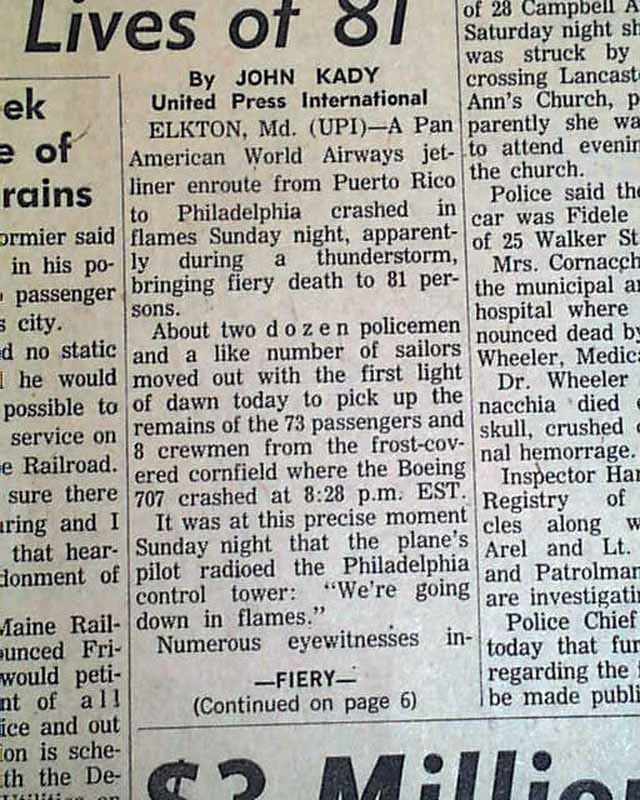 Lives of 81
By JOHN KADY
United Press International
ELKTON, Md. (UPI)—A Pan
American World Airways jet-
liner enroute from Puerto Rico
to Philadelphia crashed in
flames Sunday night, apparent-
ly during a thunderstorm,
bringing fiery death to 81 per-
sons.
About two dozen policemen
and a like number of sailors
moved out with the first light
of dawn today to pick up the
remains of the 73 passengers and
8 crewmen from the frost-cov-
ered cornfield where the Boeing
707 crashed at 8:28 p.m. EST.
It was at this precise moment
Sunday night that the plane's
pilot radioed the Philadelphia
control tower: "We're going
down in flames."
Numerous eyewitnesses in-
—FIERY—
(Continued on page 6)
eek
e of
rains
ormier said
in his po-
passenger
s city.
d no static
he would
possible to
service on
e Railroad.
sure there
aring and I
that hear-
donment of
Maine Rail-
ounced Fri-
would peti-
nt of all
ice and out
ion is sche-
th the De-
of 28 Campbell A
Saturday night sh
was struck by
crossing Lancast
Ann's Church, p
parently she wa
to attend evenin
the church.
Police said the
car was Fidele
of 25 Walker St
Mrs. Cornacch
the municipal a
hospital where
nounced dead by
Wheeler, Medica
Dr. Wheeler
nacchia died
skull, crushed
nal hemorrage.
Inspector Har
Registry of
cles along w
Arel and Lt.
and Patrolman
are investigatin
Police Chief
today that fur
regarding the
be made publi
$3 Million